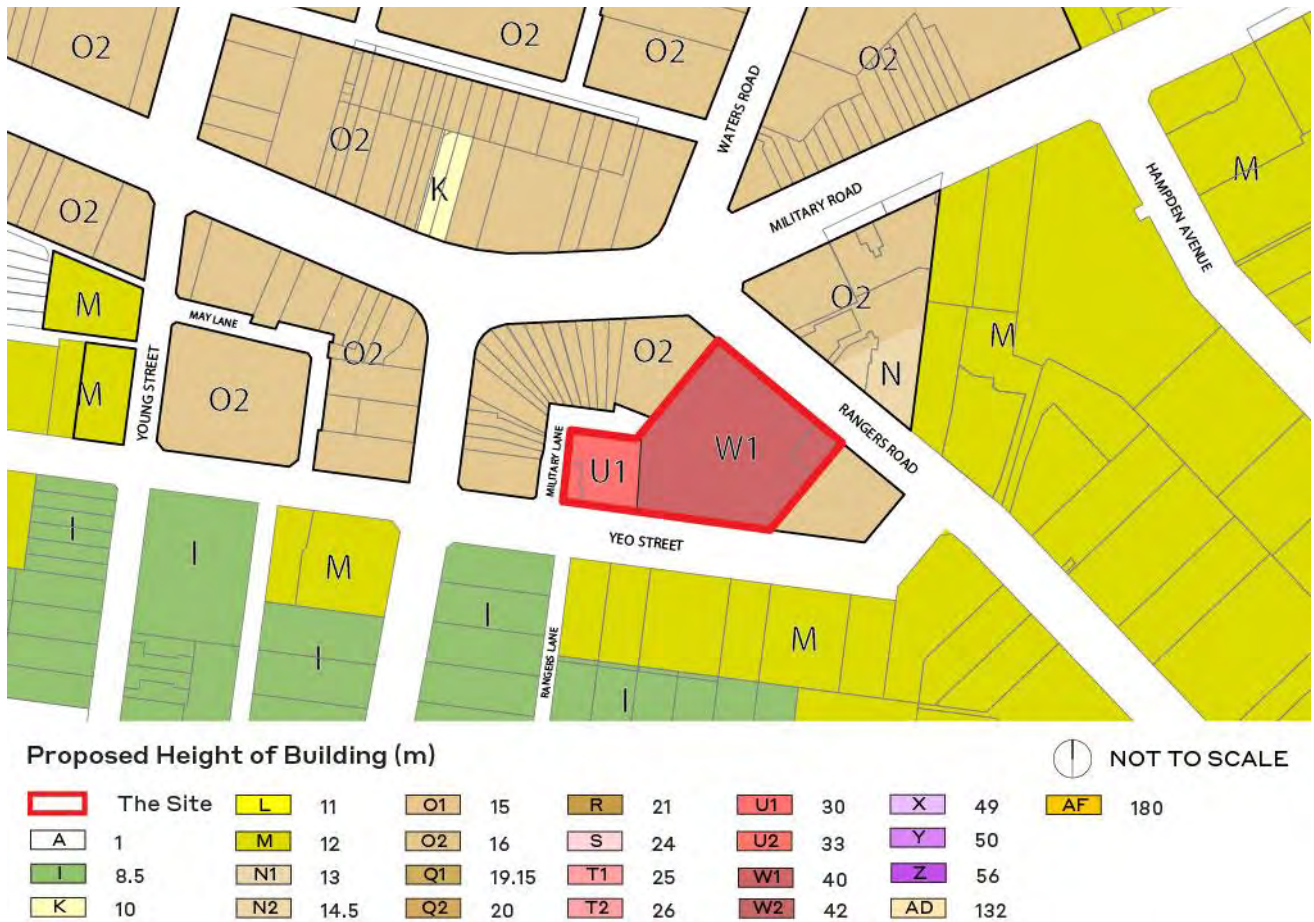 O2
O2
O2
O2
WATERS ROAD
O2
K
MILITARY ROAD
HAMPDEN AVENUE
M
O2
M
MAY LANE
O2
O2
O2
M
N
M
O2
YOUNG STREET
MILITARY LANE
U1
W1
RANGERS ROAD
YEO STREET
I
I
M
I
I
RANGERS LANE
M
I
Proposed Height of Building (m)
NOT TO SCALE
The Site L 11 O1 15 R 21 U1 30 X 49 AF 180
A 1 M 12 O2 16 S 24 U2 33 Y 50
I 8.5 N1 13 Q1 19.15 T1 25 W1 40 Z 56
K 10 N2 14.5 Q2 20 T2 26 W2 42 AD 132